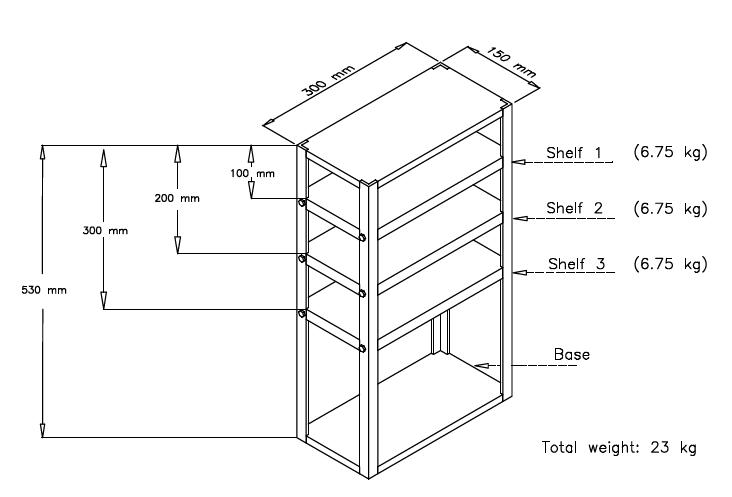 300 mm
150 mm
Shelf 1 (6.75 kg)
100 mm
200 mm
Shelf 2 (6.75 kg)
300 mm
Shelf 3 (6.75 kg)
530 mm
Base
Total weight: 23 kg